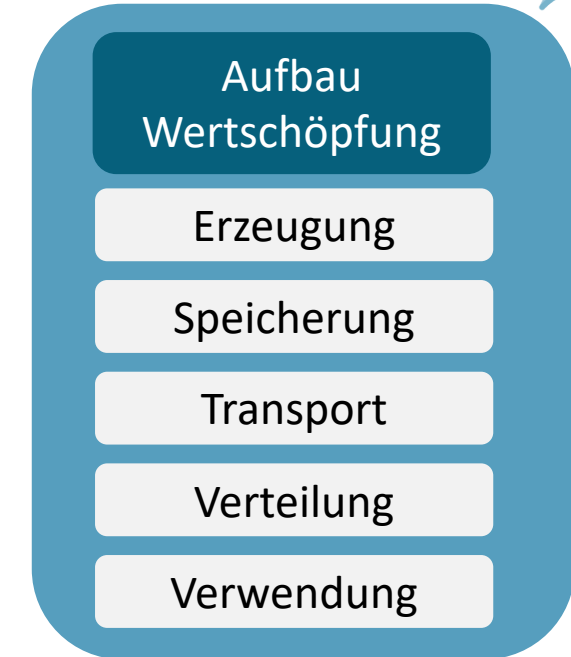 Aufbau
Wertschöpfung
Erzeugung
Speicherung
Transport
Verteilung
Verwendung